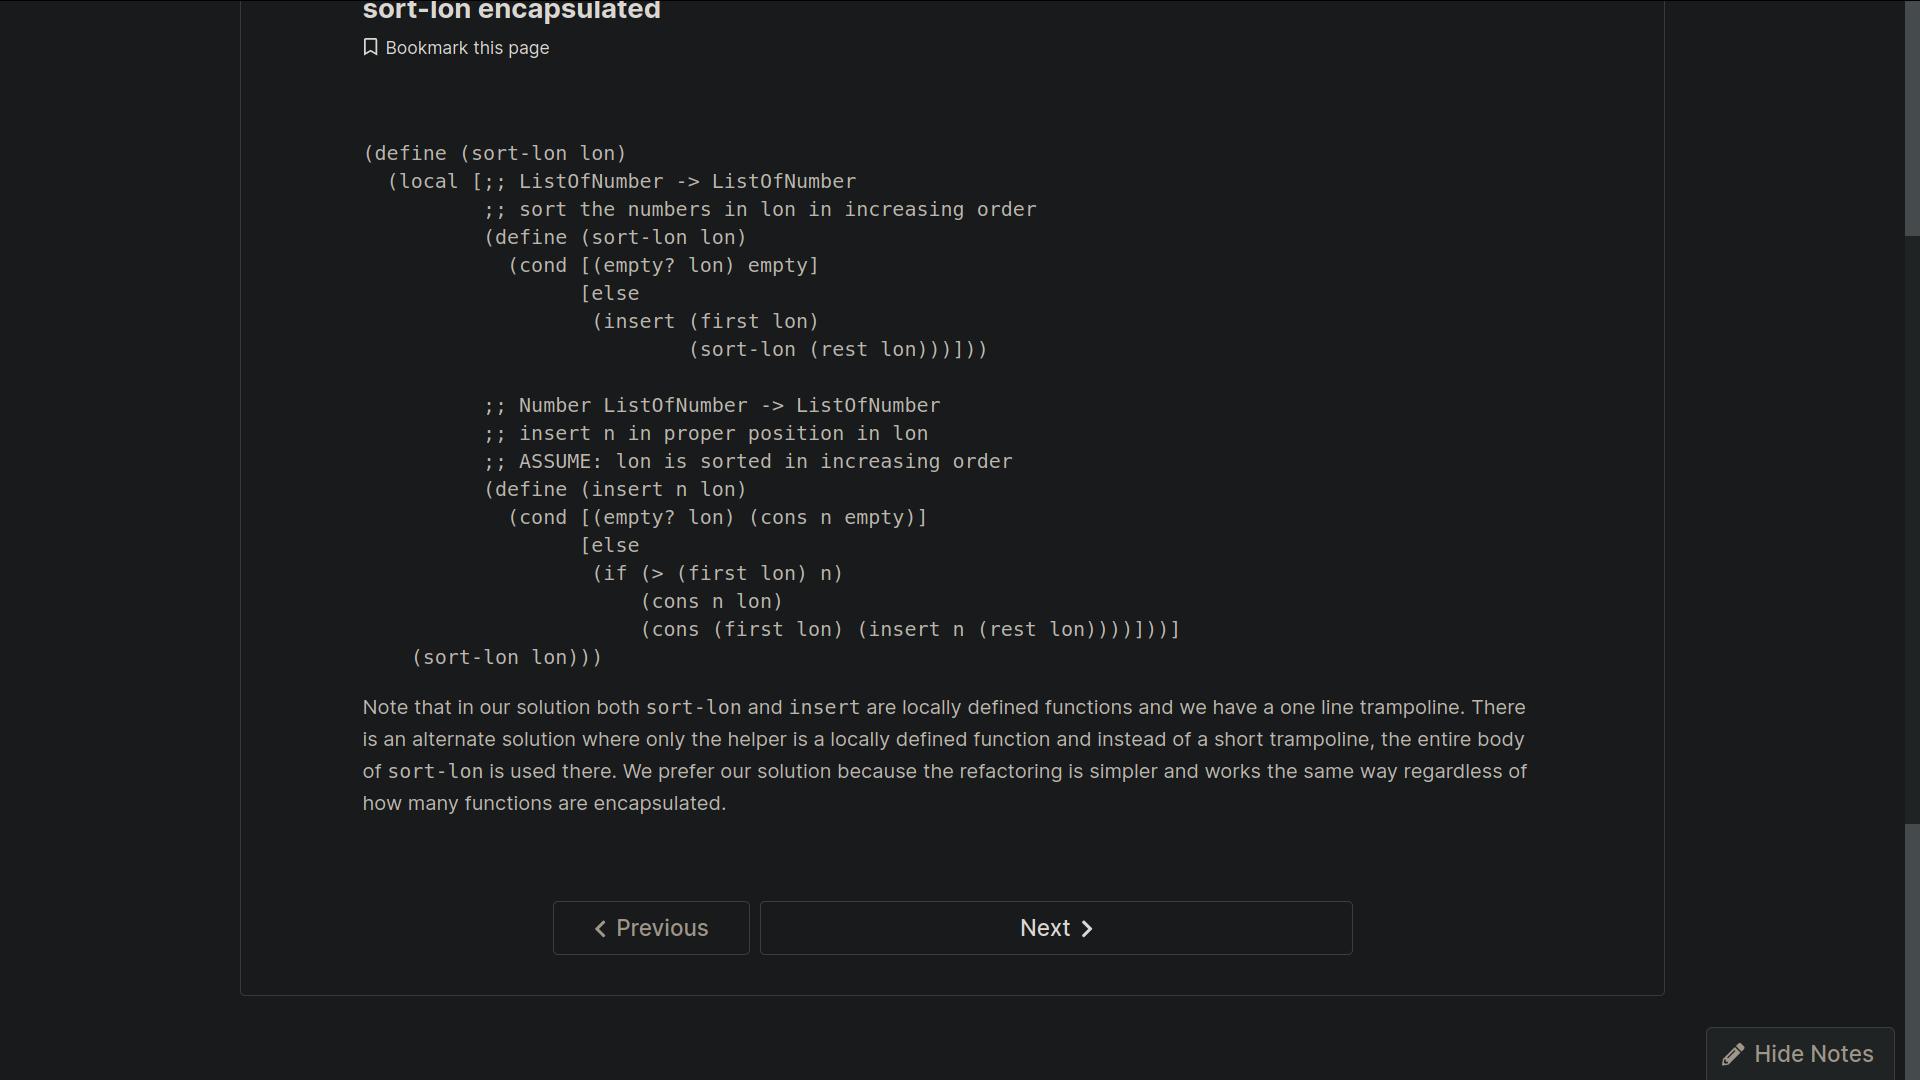 sort-lon encapsulated
Bookmark this page
(define (sort-lon lon)
  (local [;; ListOfNumber -> ListOfNumber
          ;; sort the numbers in lon in increasing order
          (define (sort-lon lon)
            (cond [(empty? lon) empty]
                  [else
                   (insert (first lon)
                           (sort-lon (rest lon)))]))
          ;; Number ListOfNumber -> ListOfNumber
          ;; insert n in proper position in lon
          ;; ASSUME: lon is sorted in increasing order
          (define (insert n lon)
            (cond [(empty? lon) (cons n empty)]
                  [else
                   (if (> (first lon) n)
                       (cons n lon)
                       (cons (first lon) (insert n (rest lon))))]))]
    (sort-lon lon)))
Note that in our solution both sort-lon and insert are locally defined functions and we have a one line trampoline. There
is an alternate solution where only the helper is a locally defined function and instead of a short trampoline, the entire body
of sort-lon is used there. We prefer our solution because the refactoring is simpler and works the same way regardless of
how many functions are encapsulated.
Previous
Next
Hide Notes